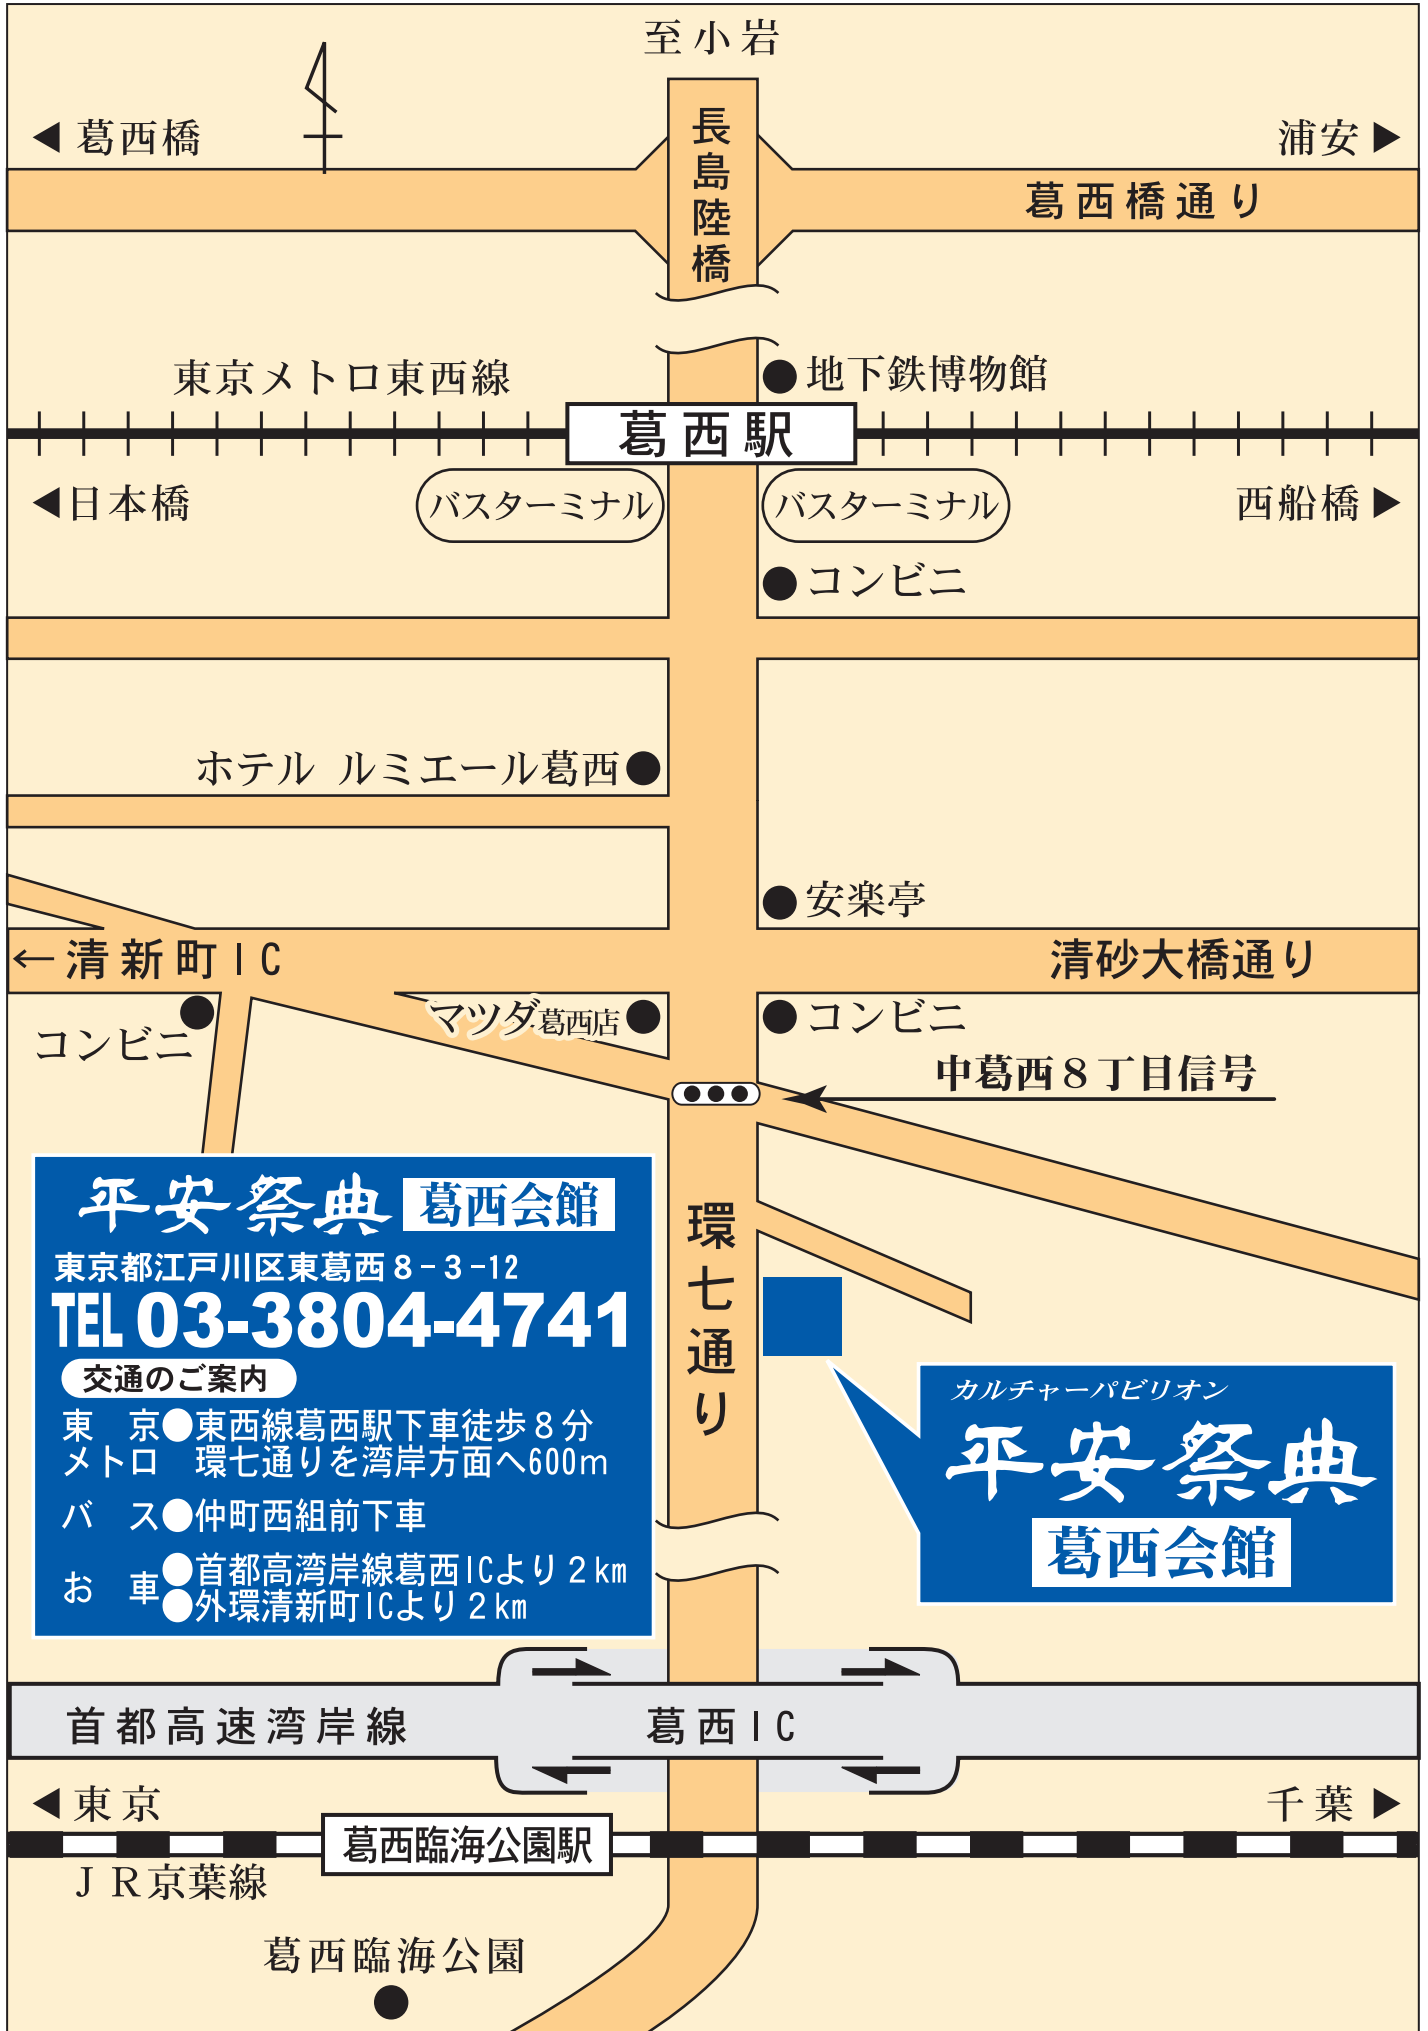 至小岩
◀葛西橋
長島陸橋
浦安▶
葛西橋通り
東京メトロ東西線
●地下鉄博物館
葛西駅
◀日本橋
バスターミナル
バスターミナル
西船橋▶
●コンビニ
ホテル ルミエール葛西●
●安楽亭
←清新町IC
清砂大橋通り
コンビニ
マツダ葛西店●
●コンビニ
中葛西8丁目信号
環七通り
平安祭典 葛西会館
東京都江戸川区東葛西8-3-12
TEL 03-3804-4741
交通のご案内
東京メトロ●東西線葛西駅下車徒歩8分
環七通りを湾岸方面へ600m
バス●仲町西組前下車
お車●首都高湾岸線葛西ICより2km
●外環清新町ICより2km
カルチャーパビリオン
平安祭典
葛西会館
首都高速湾岸線
葛西IC
◀東京
千葉▶
葛西臨海公園駅
JR京葉線
葛西臨海公園